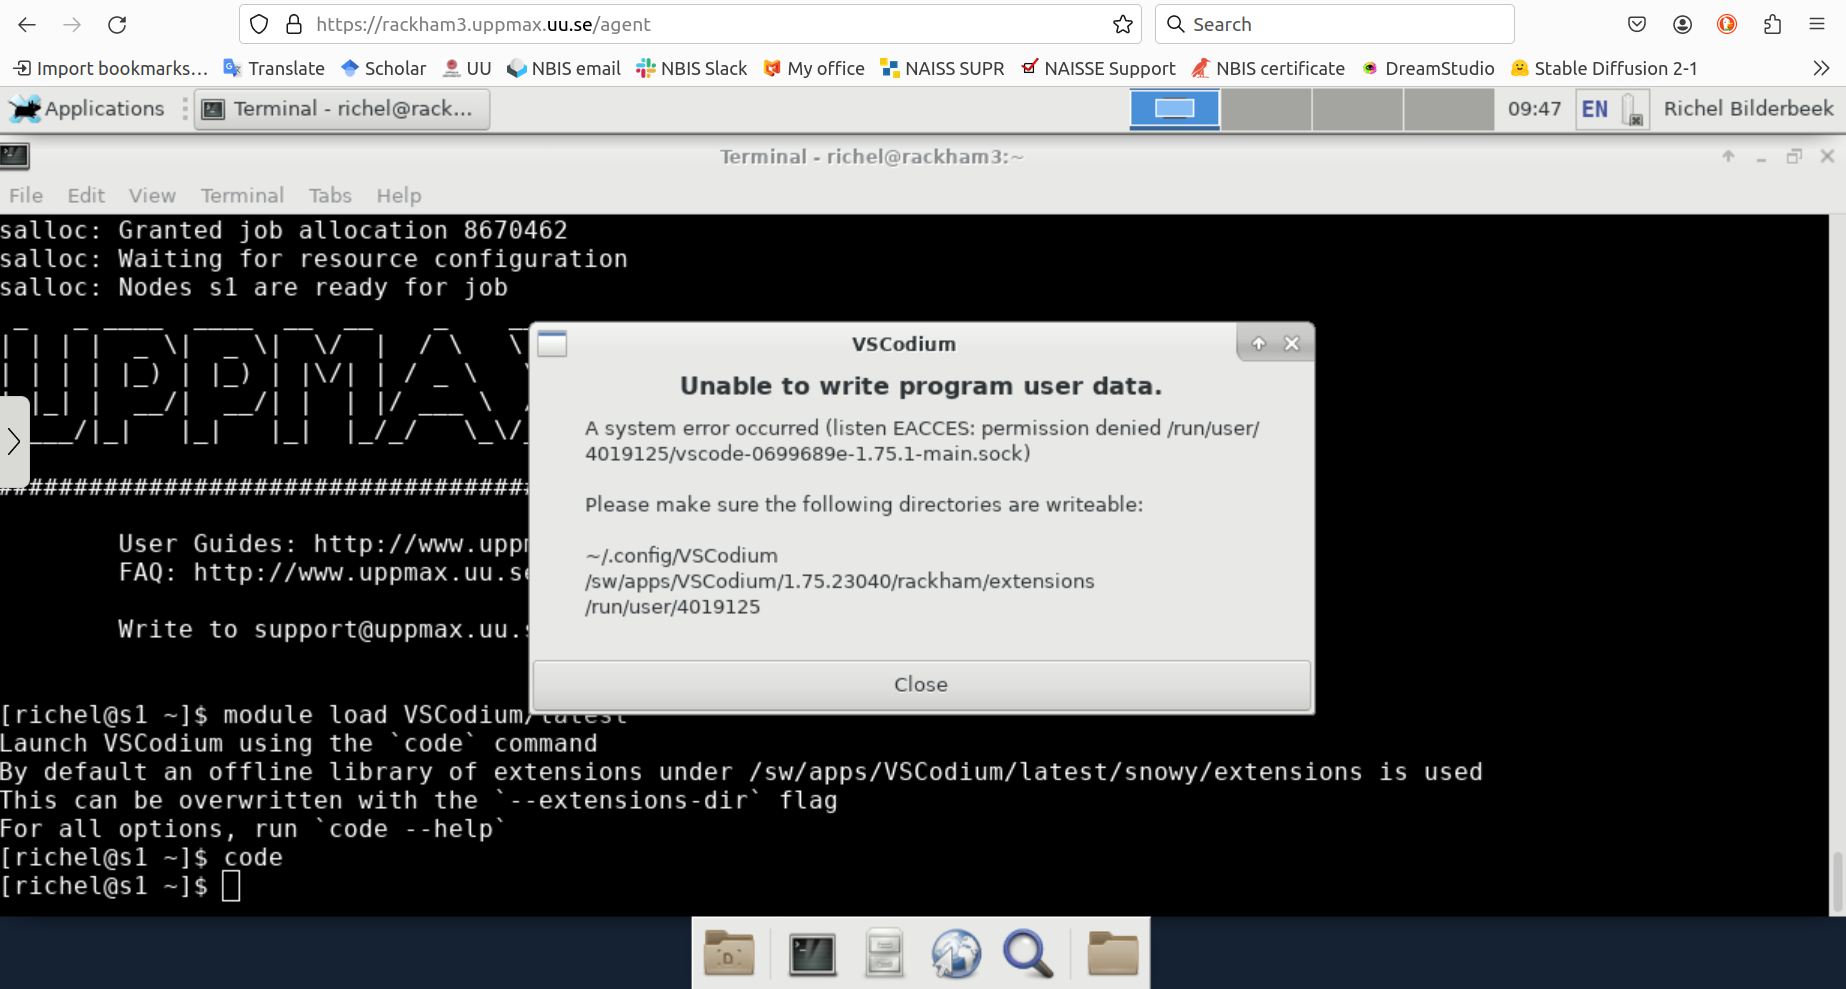 https://rackham3.uppmax.uu.se/agent
Search
Import bookmarks... Translate Scholar UU NBIS email NBIS Slack My office NAISS SUPR NAISSE Support NBIS certificate DreamStudio Stable Diffusion 2-1
Applications Terminal - richel@rack... 09:47 EN Richel Bilderbeek
Terminal - richel@rackham3:~
File Edit View Terminal Tabs Help
salloc: Granted job allocation 8670462
salloc: Waiting for resource configuration
salloc: Nodes s1 are ready for job
UPPMAX
###################################
User Guides: http://www.uppm
FAQ: http://www.uppmax.uu.se
Write to support@uppmax.uu.s
VSCodium
Unable to write program user data.
A system error occurred (listen EACCES: permission denied /run/user/
4019125/vscode-0699689e-1.75.1-main.sock)
Please make sure the following directories are writeable:
~/.config/VSCodium
/sw/apps/VSCodium/1.75.23040/rackham/extensions
/run/user/4019125
Close
[richel@s1 ~]$ module load VSCodium/latest
Launch VSCodium using the `code` command
By default an offline library of extensions under /sw/apps/VSCodium/latest/snowy/extensions is used
This can be overwritten with the `--extensions-dir` flag
For all options, run `code --help`
[richel@s1 ~]$ code
[richel@s1 ~]$